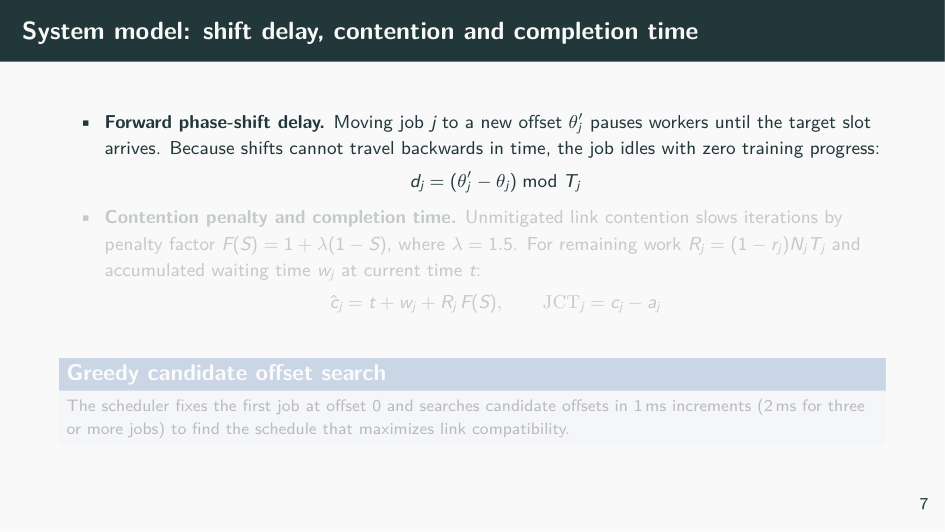 System model: shift delay, contention and completion time
▪ Forward phase-shift delay. Moving job j to a new offset θ′ⱼ pauses workers until the target slot
arrives. Because shifts cannot travel backwards in time, the job idles with zero training progress:
dⱼ = (θ′ⱼ − θⱼ) mod Tⱼ
▪ Contention penalty and completion time. Unmitigated link contention slows iterations by
penalty factor F(S) = 1 + λ(1 − S), where λ = 1.5. For remaining work Rⱼ = (1 − rⱼ)NⱼTⱼ and
accumulated waiting time wⱼ at current time t:
ĉⱼ = t + wⱼ + Rⱼ F(S), JCTⱼ = cⱼ − aⱼ
Greedy candidate offset search
The scheduler fixes the first job at offset 0 and searches candidate offsets in 1 ms increments (2 ms for three
or more jobs) to find the schedule that maximizes link compatibility.
7